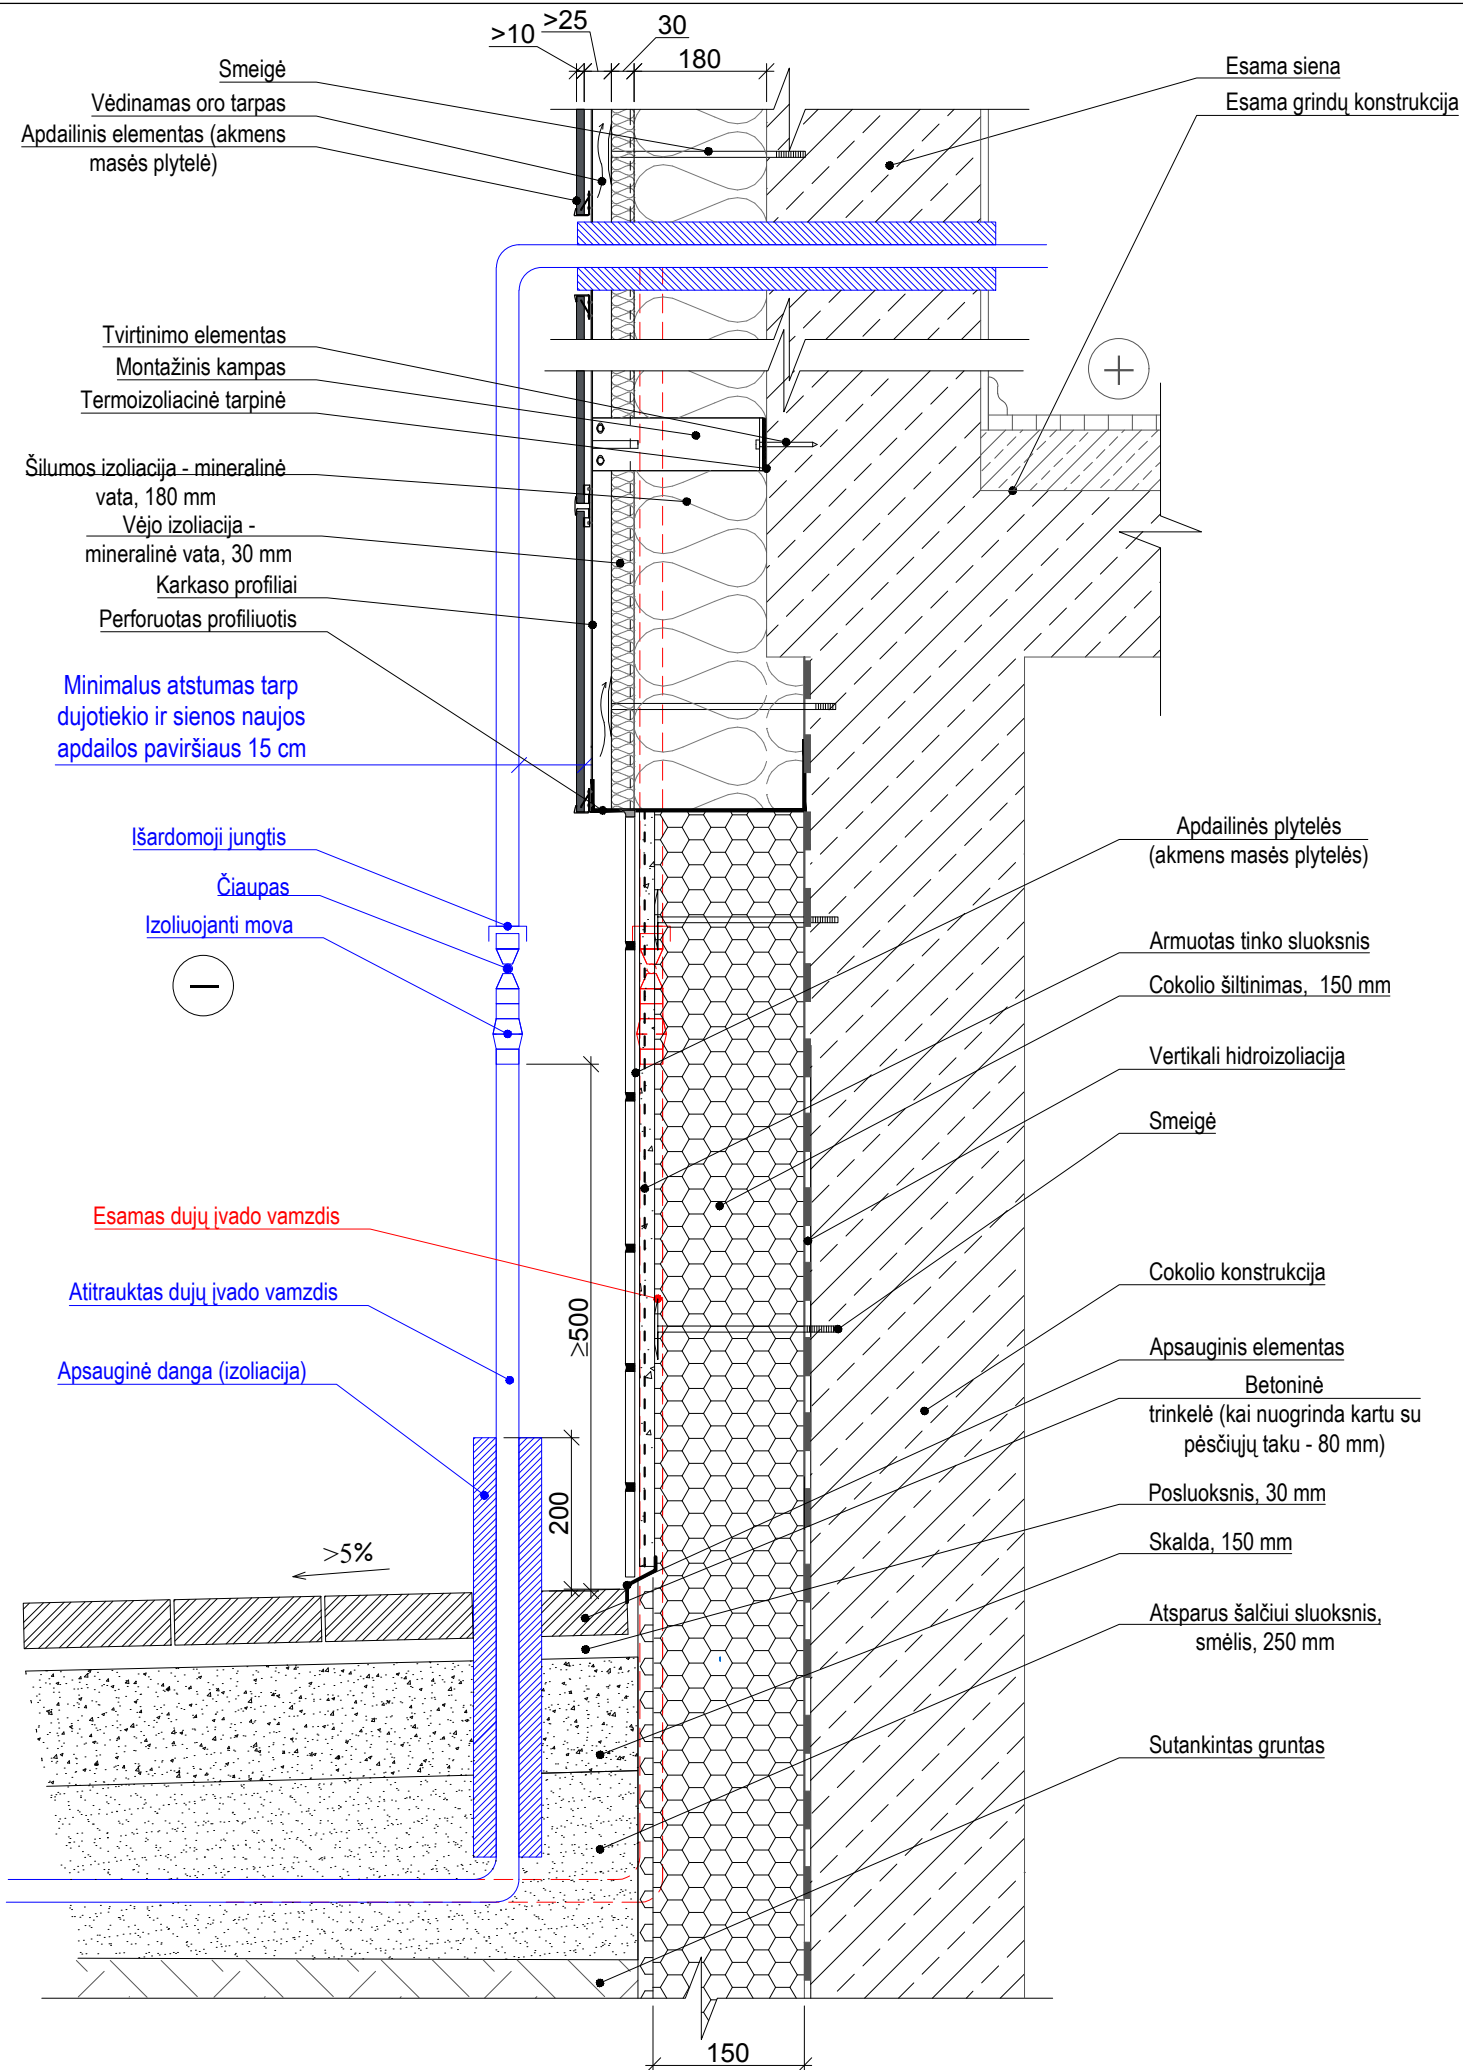 >10
>25
30
180
Smeigė
Vėdinamas oro tarpas
Apdailinis elementas (akmens
masės plytelė)
Esama siena
Esama grindų konstrukcija
Tvirtinimo elementas
Montažinis kampas
Termoizoliacinė tarpinė
Šilumos izoliacija - mineralinė
vata, 180 mm
Vėjo izoliacija -
mineralinė vata, 30 mm
Karkaso profiliai
Perforuotas profiliuotis
Minimalus atstumas tarp
dujotiekio ir sienos naujos
apdailos paviršiaus 15 cm
Išardomoji jungtis
Čiaupas
Izoliuojanti mova
Esamas dujų įvado vamzdis
Atitrauktas dujų įvado vamzdis
Apsauginė danga (izoliacija)
≥500
200
>5%
Apdailinės plytelės
(akmens masės plytelės)
Armuotas tinko sluoksnis
Cokolio šiltinimas, 150 mm
Vertikali hidroizoliacija
Smeigė
Cokolio konstrukcija
Apsauginis elementas
Betoninė
trinkelė (kai nuogrinda kartu su
pėsčiųjų taku - 80 mm)
Posluoksnis, 30 mm
Skalda, 150 mm
Atsparus šalčiui sluoksnis,
smėlis, 250 mm
Sutankintas gruntas
150